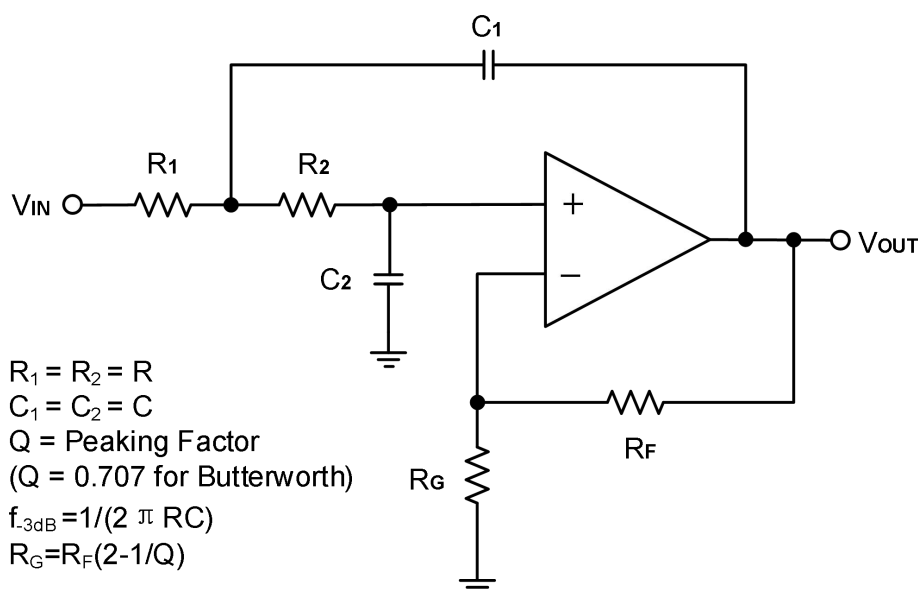 C1
R1
R2
VIN
+
−
VOUT
C2
RF
RG
R1 = R2 = R
C1 = C2 = C
Q = Peaking Factor
(Q = 0.707 for Butterworth)
f-3dB =1/(2 π RC)
RG=RF(2-1/Q)